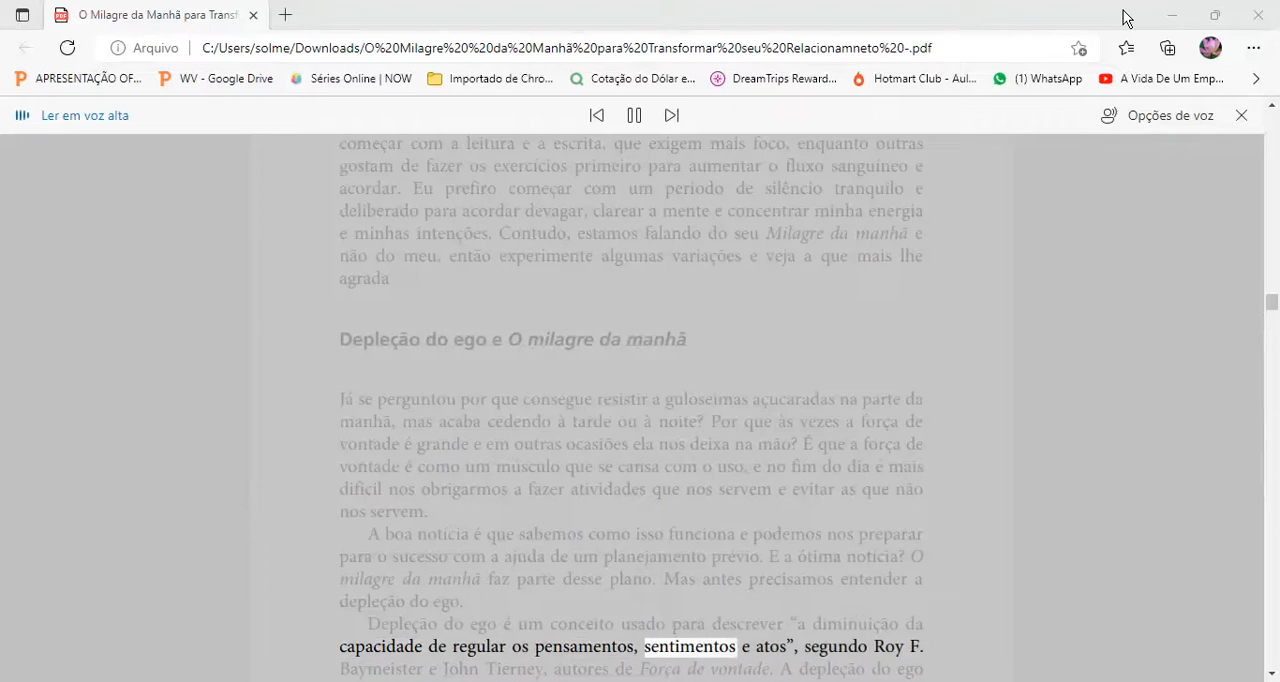 O Milagre da Manhã para Transf
Arquivo
C:/Users/solme/Downloads/O%20Milagre%20%20da%20Manhã%20para%20Transformar%20seu%20Relacionamneto%20-.pdf
APRESENTAÇÃO OF...
WV - Google Drive
Séries Online | NOW
Importado de Chro...
Cotação do Dólar e...
DreamTrips Reward...
Hotmart Club - Aul...
(1) WhatsApp
A Vida De Um Emp...
Ler em voz alta
Opções de voz
começar com a leitura e a escrita, que exigem mais foco, enquanto outras
gostam de fazer os exercícios primeiro para aumentar o fluxo sanguíneo e
acordar. Eu prefiro começar com um período de silêncio tranquilo e
deliberado para acordar devagar, clarear a mente e concentrar minha energia
e minhas intenções. Contudo, estamos falando do seu Milagre da manhã e
não do meu, então experimente algumas variações e veja a que mais lhe
agrada
Depleção do ego e O milagre da manhã
Já se perguntou por que consegue resistir a guloseimas açucaradas na parte da
manhã, mas acaba cedendo à tarde ou à noite? Por que às vezes a força de
vontade é grande e em outras ocasiões ela nos deixa na mão? É que a força de
vontade é como um músculo que se cansa com o uso, e no fim do dia é mais
difícil nos obrigarmos a fazer atividades que nos servem e evitar as que não
nos servem.
A boa notícia é que sabemos como isso funciona e podemos nos preparar
para o sucesso com a ajuda de um planejamento prévio. E a ótima notícia? O
milagre da manhã faz parte desse plano. Mas antes precisamos entender a
depleção do ego.
Depleção do ego é um conceito usado para descrever “a diminuição da
capacidade de regular os pensamentos, sentimentos e atos”, segundo Roy F.
Baymeister e John Tierney, autores de Força de vontade. A depleção do ego